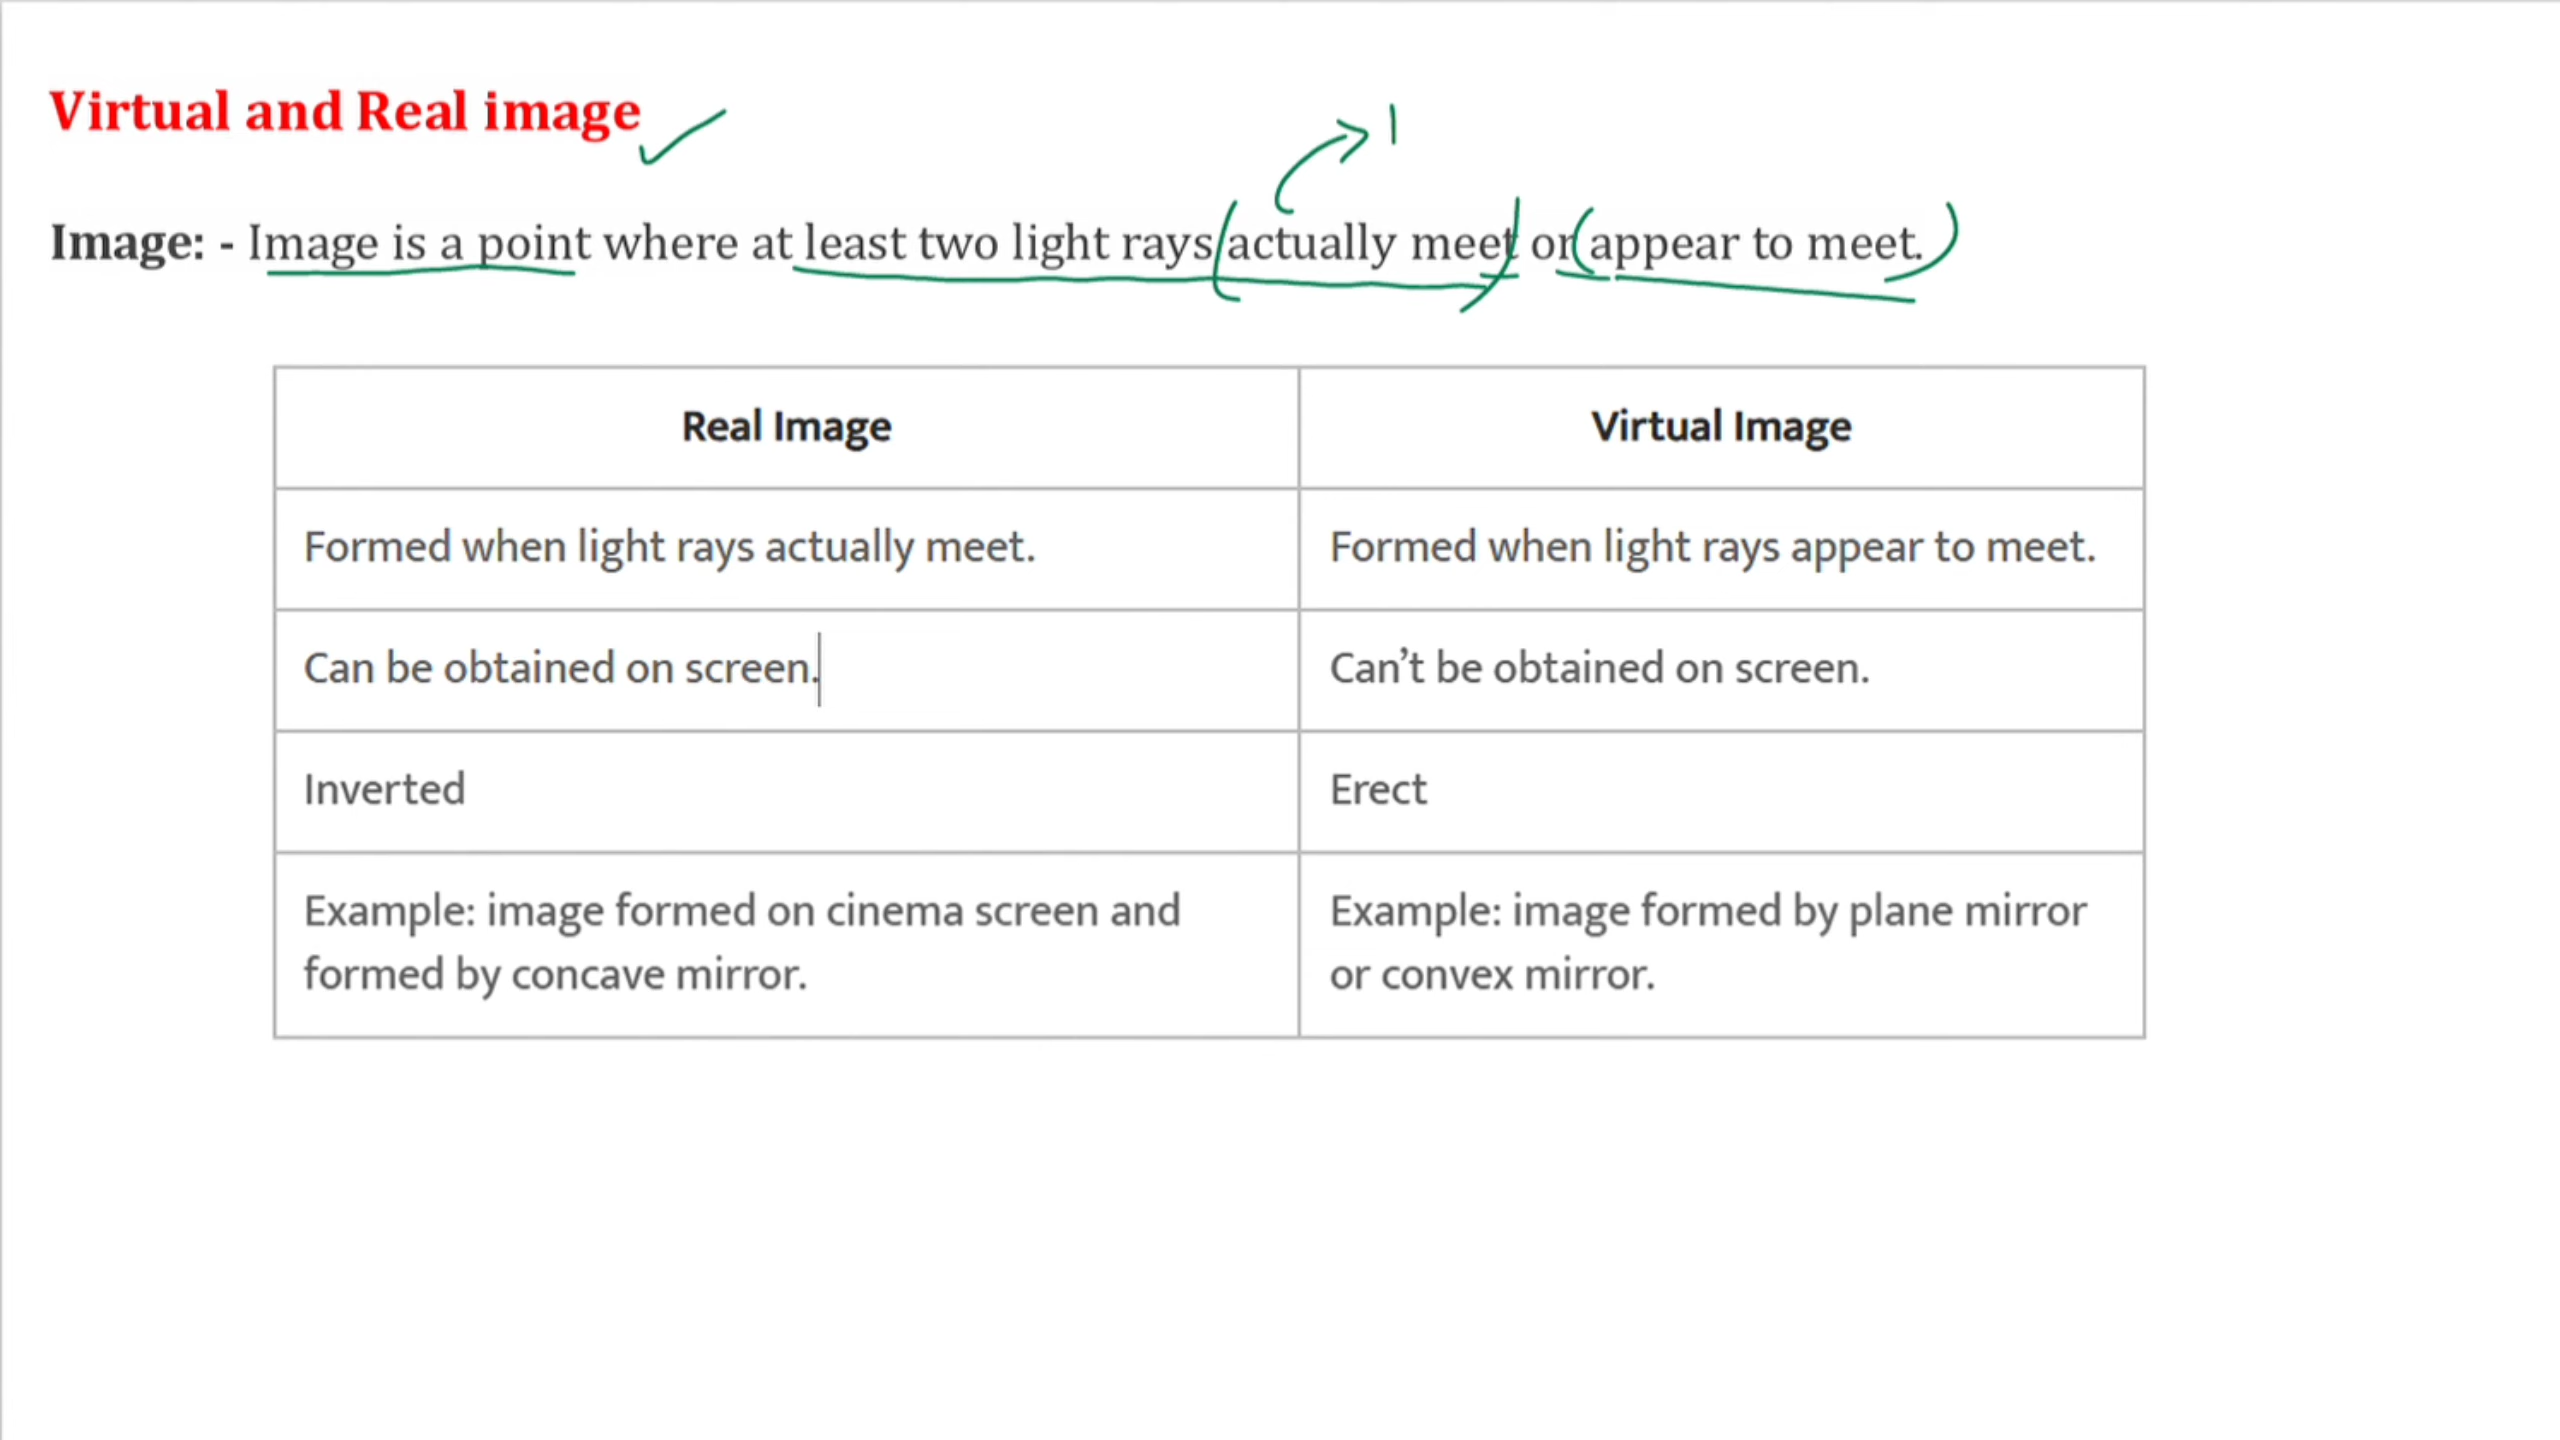 Virtual and Real image
1
Image: - Image is a point where at least two light rays actually meet or appear to meet.
Real Image
Virtual Image
Formed when light rays actually meet.
Formed when light rays appear to meet.
Can be obtained on screen.
Can’t be obtained on screen.
Inverted
Erect
Example: image formed on cinema screen and
formed by concave mirror.
Example: image formed by plane mirror
or convex mirror.